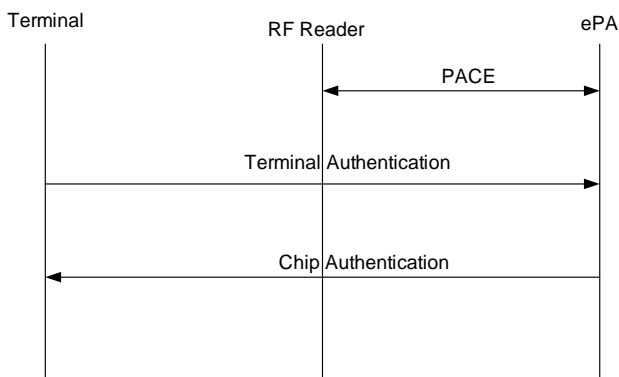 Terminal
RF Reader
ePA
PACE
Terminal Authentication
Chip Authentication